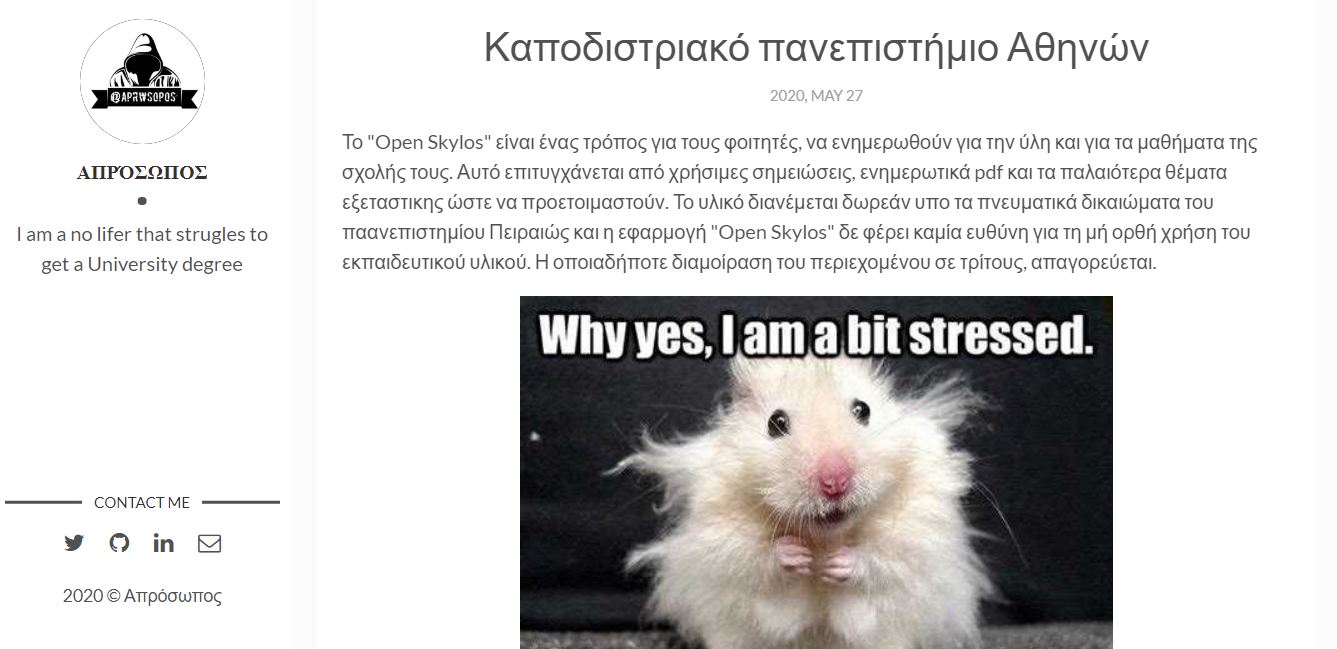 @APRWSOPOS
ΑΠΡΌΣΩΠΟΣ
I am a no lifer that strugles to
get a University degree
CONTACT ME
2020 © Απρόσωπος
Καποδιστριακό πανεπιστήμιο Αθηνών
2020, MAY 27
Το "Open Skylos" είναι ένας τρόπος για τους φοιτητές, να ενημερωθούν για την ύλη και για τα μαθήματα της
σχολής τους. Αυτό επιτυγχάνεται από χρήσιμες σημειώσεις, ενημερωτικά pdf και τα παλαιότερα θέματα
εξεταστικης ώστε να προετοιμαστούν. Το υλικό διανέμεται δωρεάν υπο τα πνευματικά δικαιώματα του
παανεπιστημίου Πειραιώς και η εφαρμογή "Open Skylos" δε φέρει καμία ευθύνη για τη μή ορθή χρήση του
εκπαιδευτικού υλικού. Η οποιαδήποτε διαμοίραση του περιεχομένου σε τρίτους, απαγορεύεται.
Why yes, I am a bit stressed.